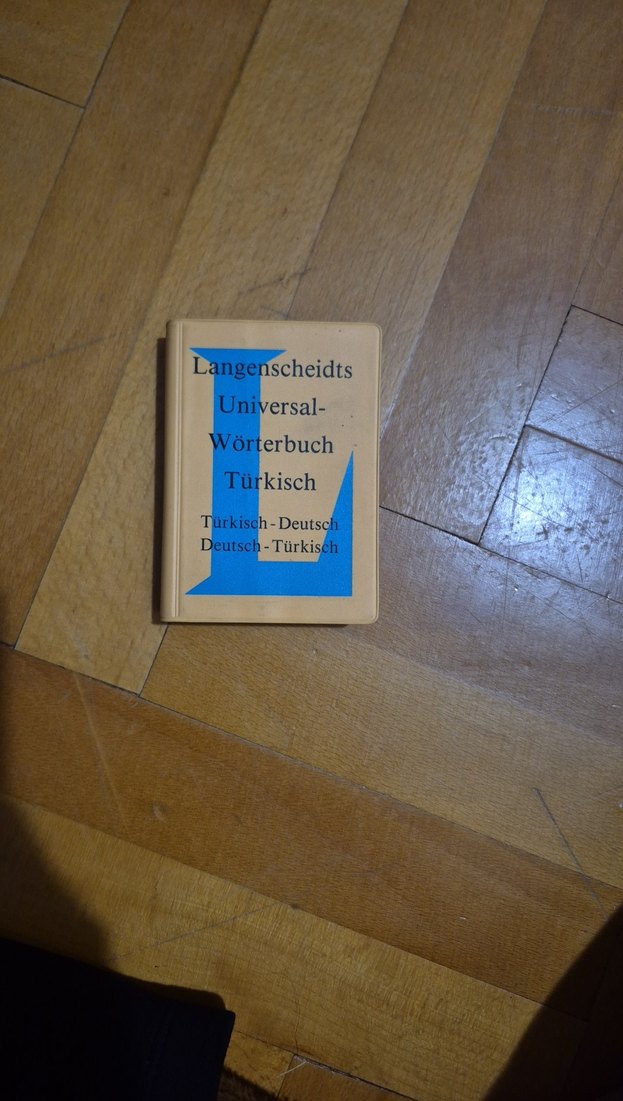 Langenscheidts
Universal-
Wörterbuch
Türkisch
Türkisch-Deutsch
Deutsch-Türkisch